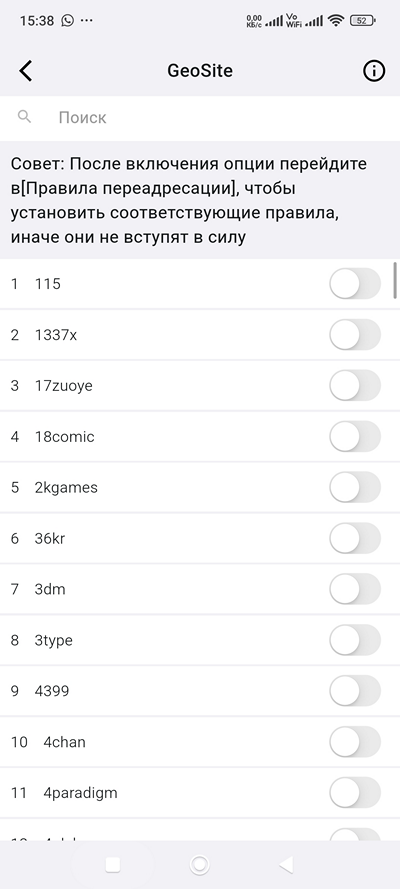 15:38
0,00
КБ/с
Vo
WiFi
52
GeoSite
Поиск
Совет: После включения опции перейдите
в[Правила переадресации], чтобы
установить соответствующие правила,
иначе они не вступят в силу
1 115
2 1337x
3 17zuoye
4 18comic
5 2kgames
6 36kr
7 3dm
8 3type
9 4399
10 4chan
11 4paradigm